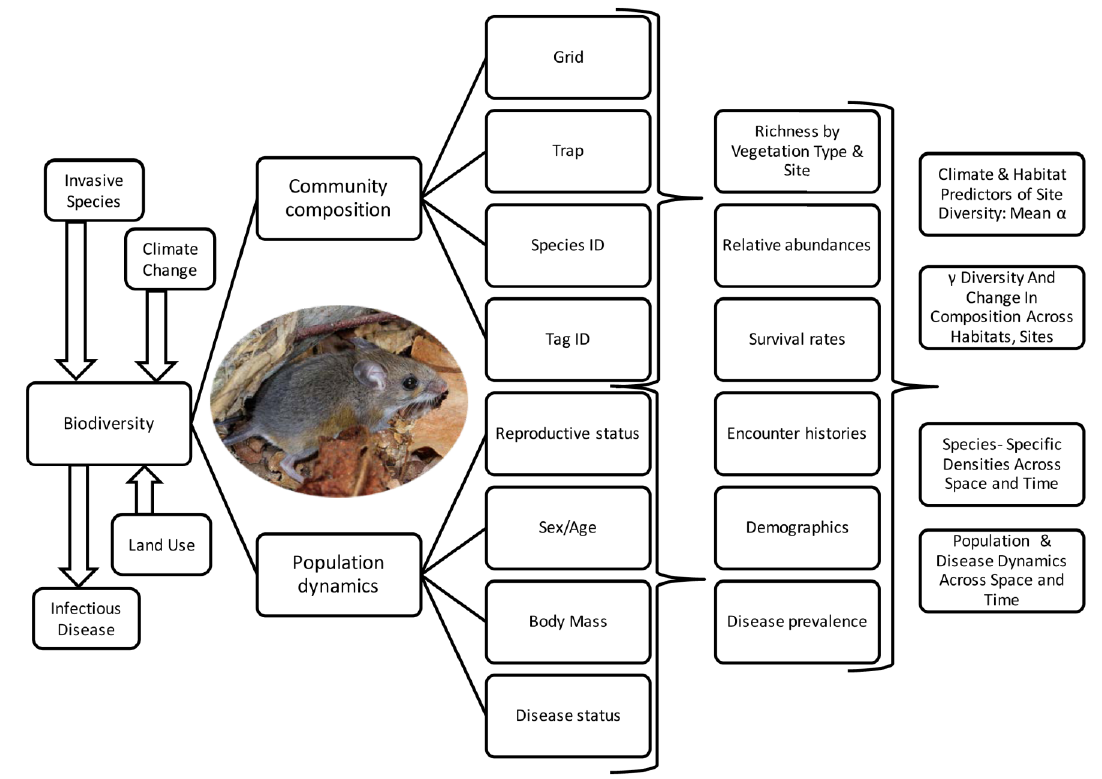 Invasive
Species
Climate
Change
Biodiversity
Land Use
Infectious
Disease
Community
composition
Population
dynamics
Grid
Trap
Species ID
Tag ID
Reproductive status
Sex/Age
Body Mass
Disease status
Richness by
Vegetation Type &
Site
Relative abundances
Survival rates
Encounter histories
Demographics
Disease prevalence
Climate & Habitat
Predictors of Site
Diversity: Mean α
γ Diversity And
Change In
Composition Across
Habitats, Sites
Species- Specific
Densities Across
Space and Time
Population &
Disease Dynamics
Across Space and
Time